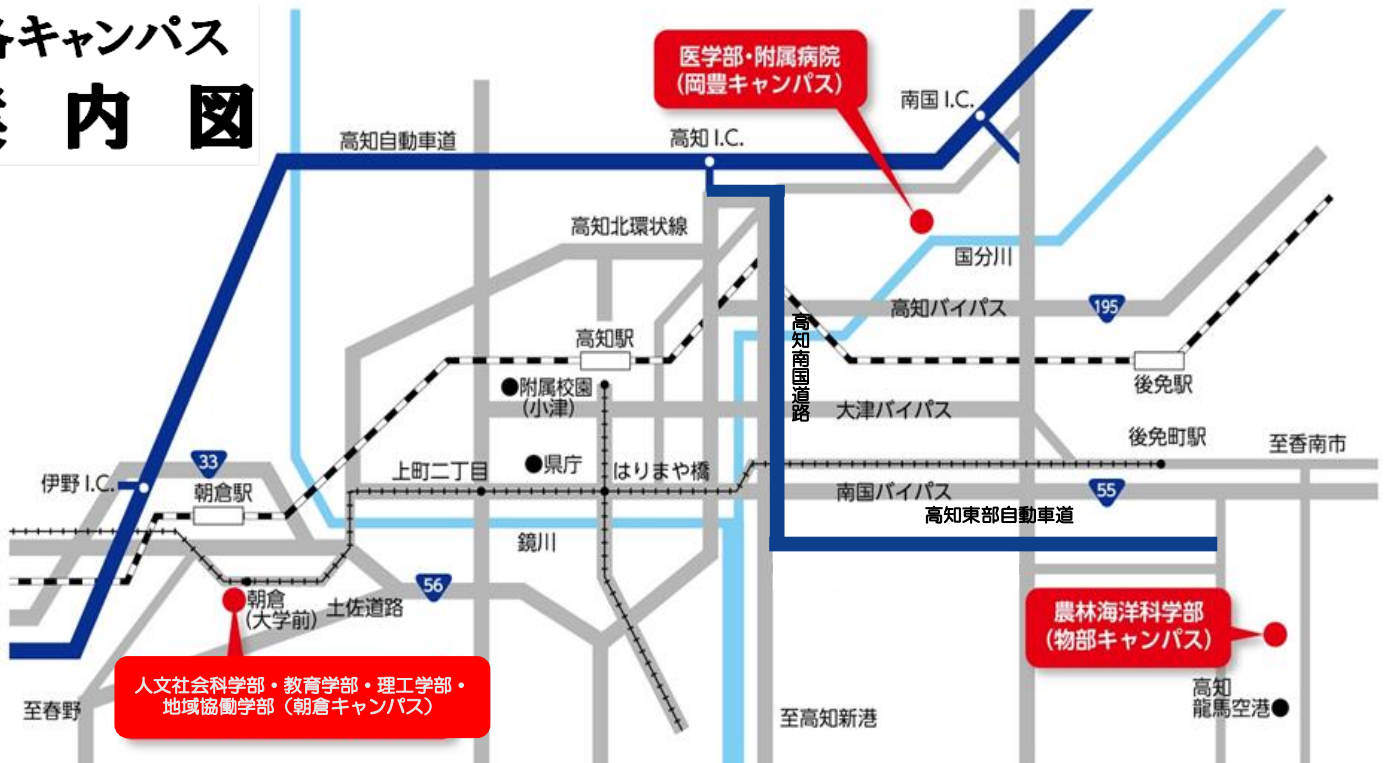 各キャンパス
案内図
医学部・附属病院
(岡豊キャンパス)
南国 I.C.
高知自動車道
高知 I.C.
高知北環状線
国分川
195
高知バイパス
高知南国道路
高知駅
後免駅
附属校園
(小津)
大津バイパス
後免町駅
至香南市
33
伊野 I.C.
朝倉駅
上町二丁目
県庁
はりまや橋
南国バイパス
55
高知東部自動車道
鏡川
56
朝倉
(大学前)
土佐道路
農林海洋科学部
(物部キャンパス)
人文社会科学部・教育学部・理工学部・
地域協働学部(朝倉キャンパス)
至春野
至高知新港
高知
龍馬空港